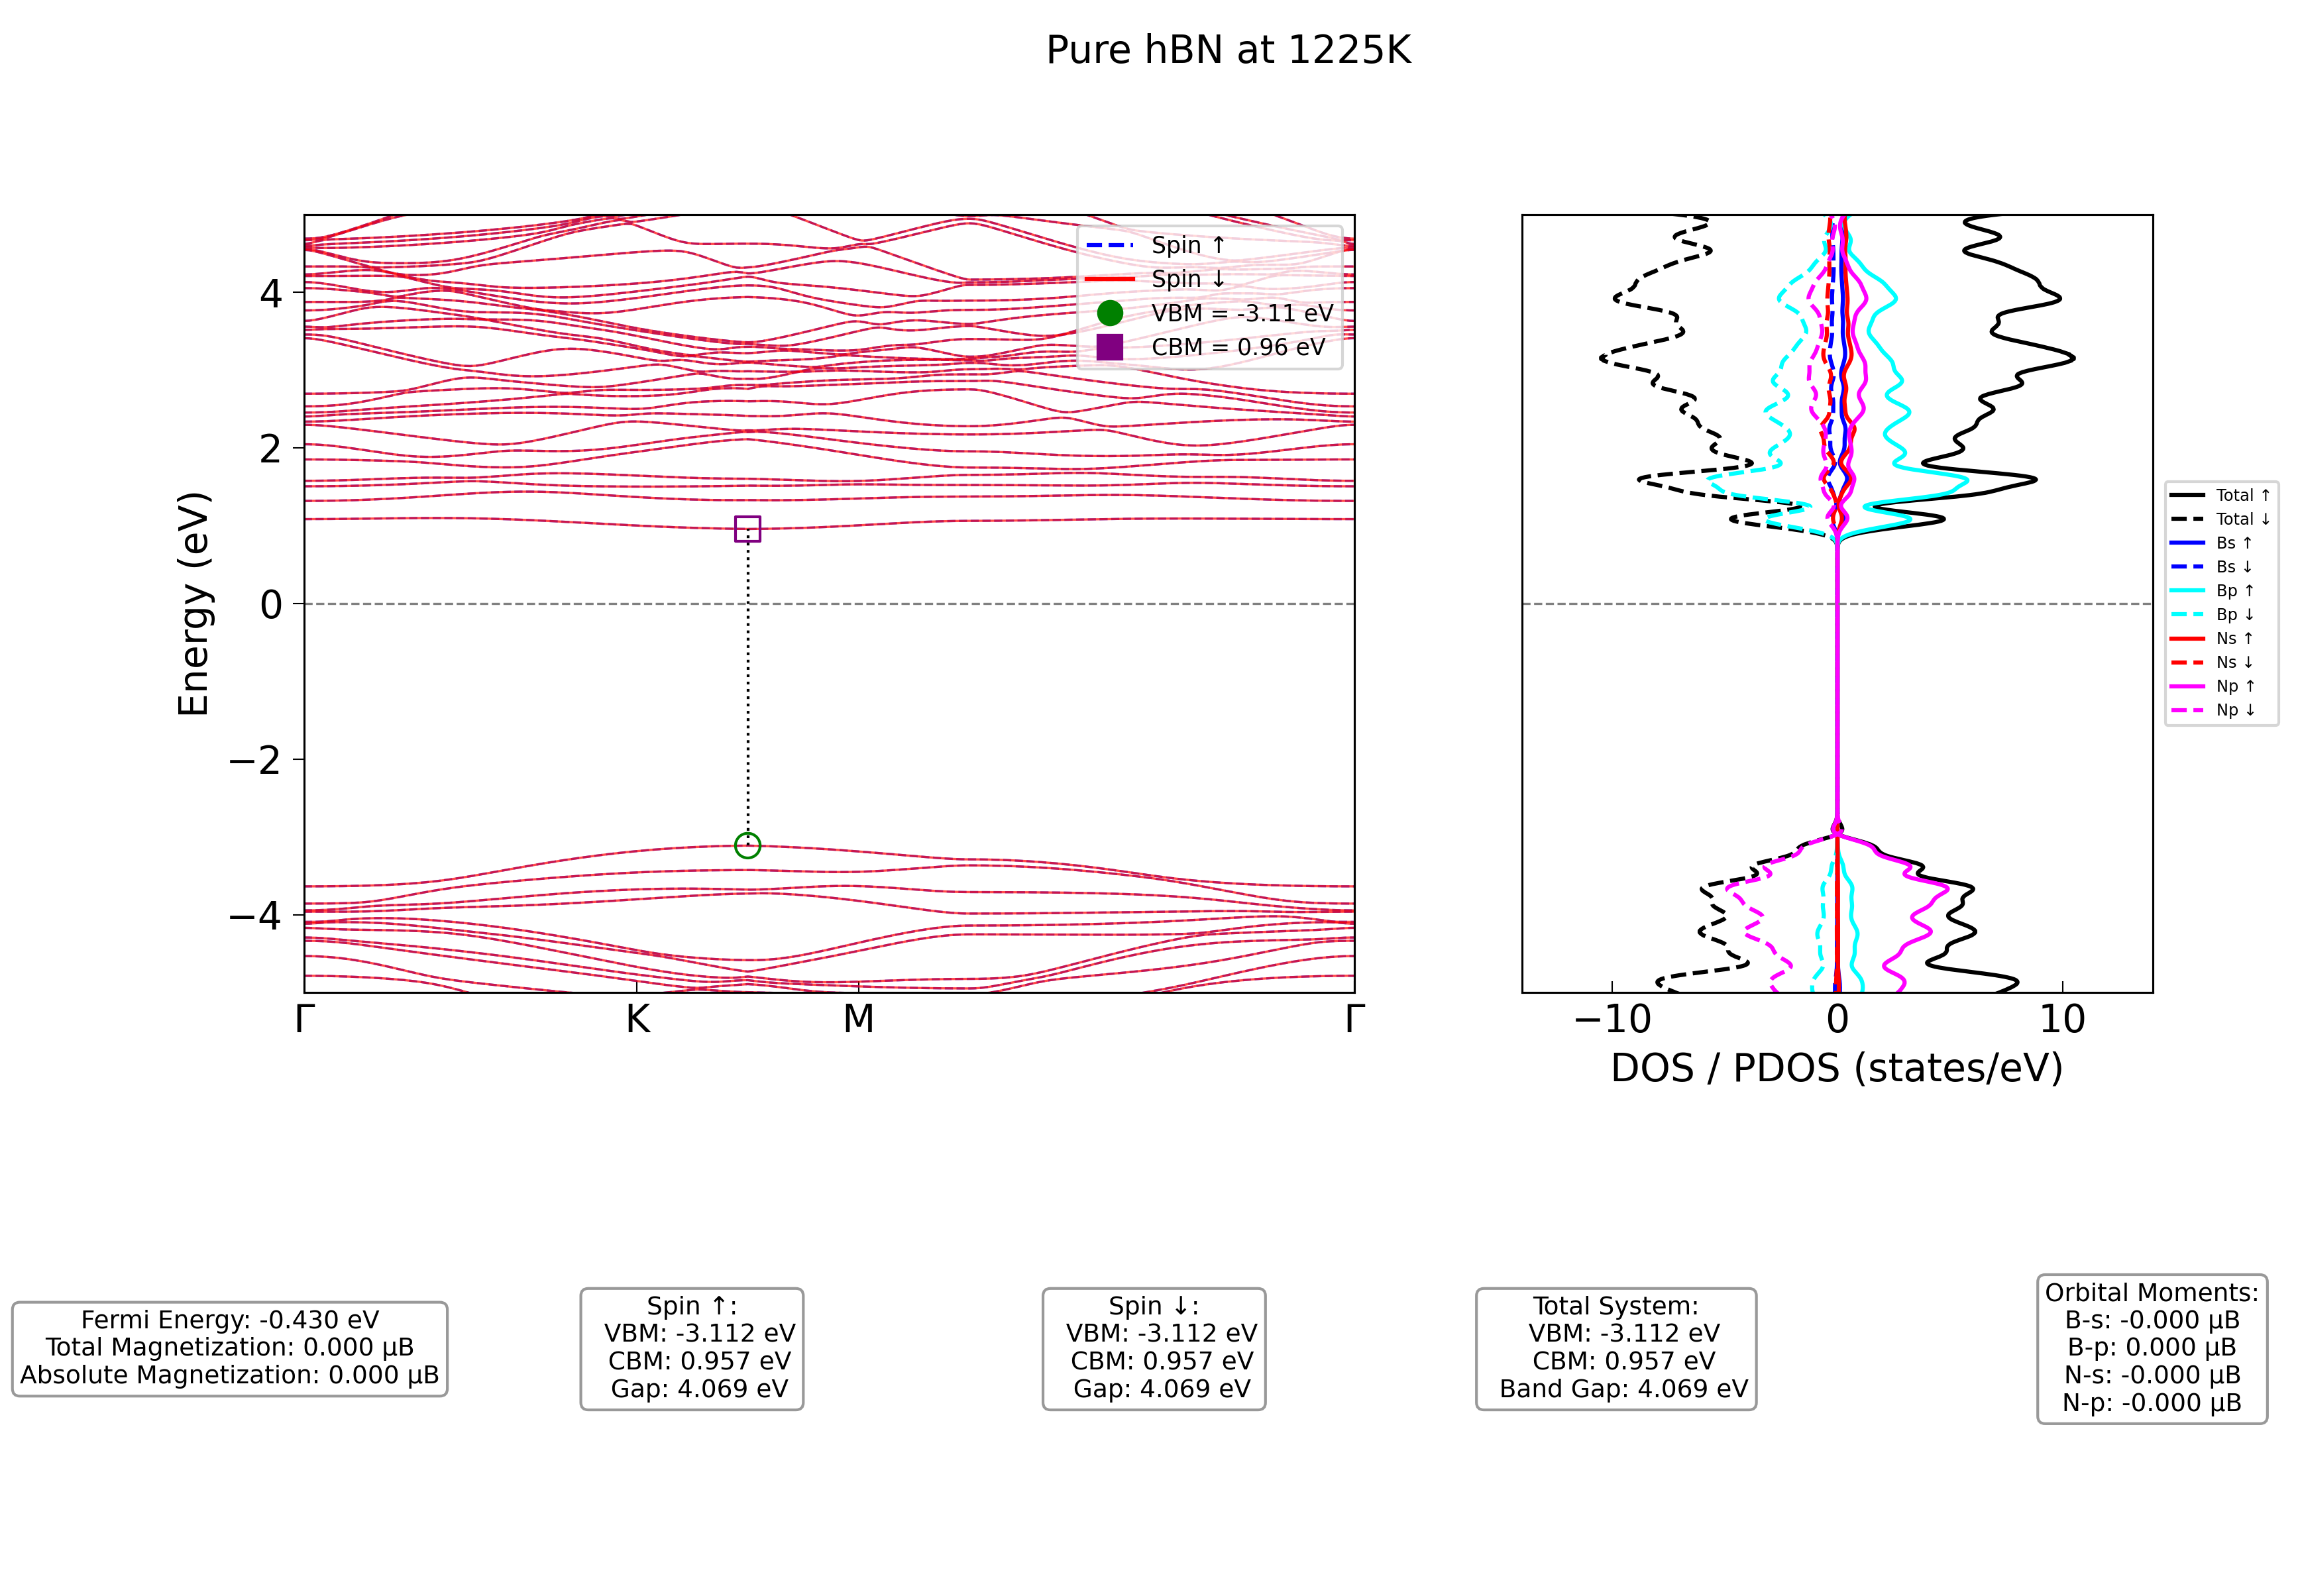 Pure hBN at 1225K
Energy (eV)
4
2
0
−2
−4
Γ
K
M
Γ
Spin ↑
Spin ↓
VBM = -3.11 eV
CBM = 0.96 eV
−10
0
10
DOS / PDOS (states/eV)
Total ↑
Total ↓
Bs ↑
Bs ↓
Bp ↑
Bp ↓
Ns ↑
Ns ↓
Np ↑
Np ↓
Fermi Energy: -0.430 eV
Total Magnetization: 0.000 μB
Absolute Magnetization: 0.000 μB
Spin ↑:
VBM: -3.112 eV
CBM: 0.957 eV
Gap: 4.069 eV
Spin ↓:
VBM: -3.112 eV
CBM: 0.957 eV
Gap: 4.069 eV
Total System:
VBM: -3.112 eV
CBM: 0.957 eV
Band Gap: 4.069 eV
Orbital Moments:
B-s: -0.000 μB
B-p: 0.000 μB
N-s: -0.000 μB
N-p: -0.000 μB